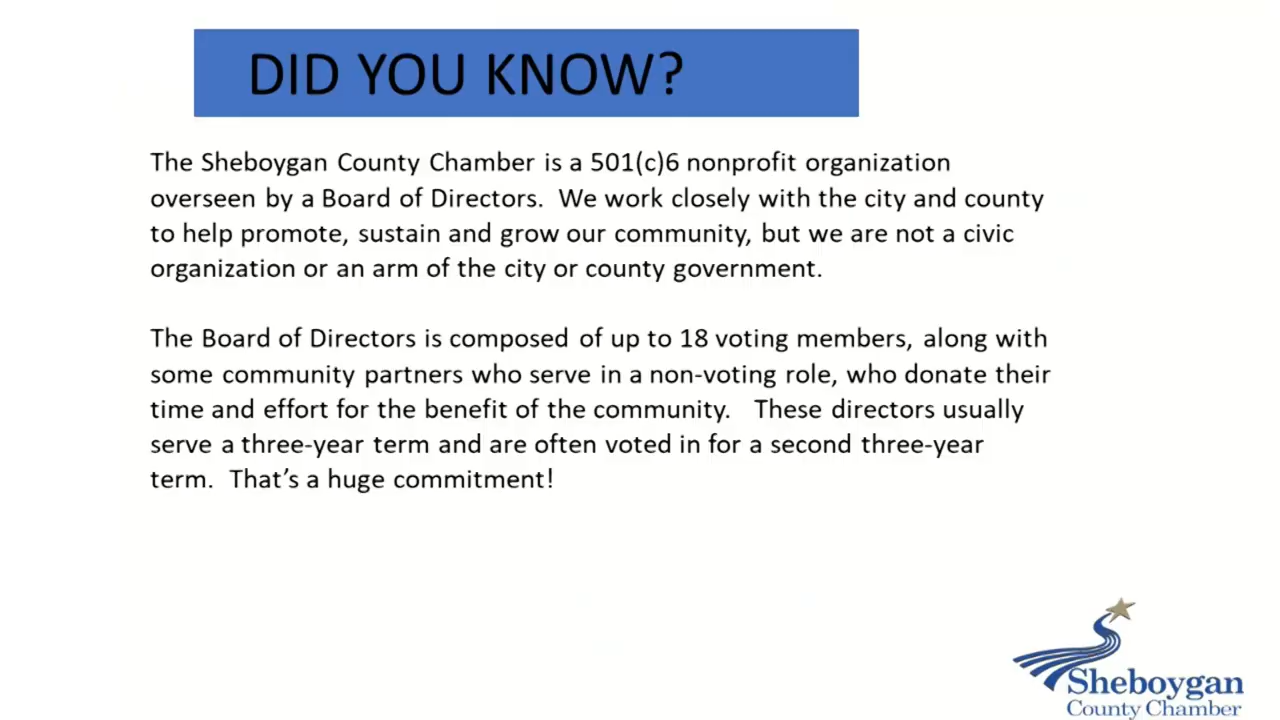 DID YOU KNOW?
The Sheboygan County Chamber is a 501(c)6 nonprofit organization
overseen by a Board of Directors.  We work closely with the city and county
to help promote, sustain and grow our community, but we are not a civic
organization or an arm of the city or county government.
The Board of Directors is composed of up to 18 voting members, along with
some community partners who serve in a non-voting role, who donate their
time and effort for the benefit of the community.   These directors usually
serve a three-year term and are often voted in for a second three-year
term.  That’s a huge commitment!
Sheboygan
County Chamber